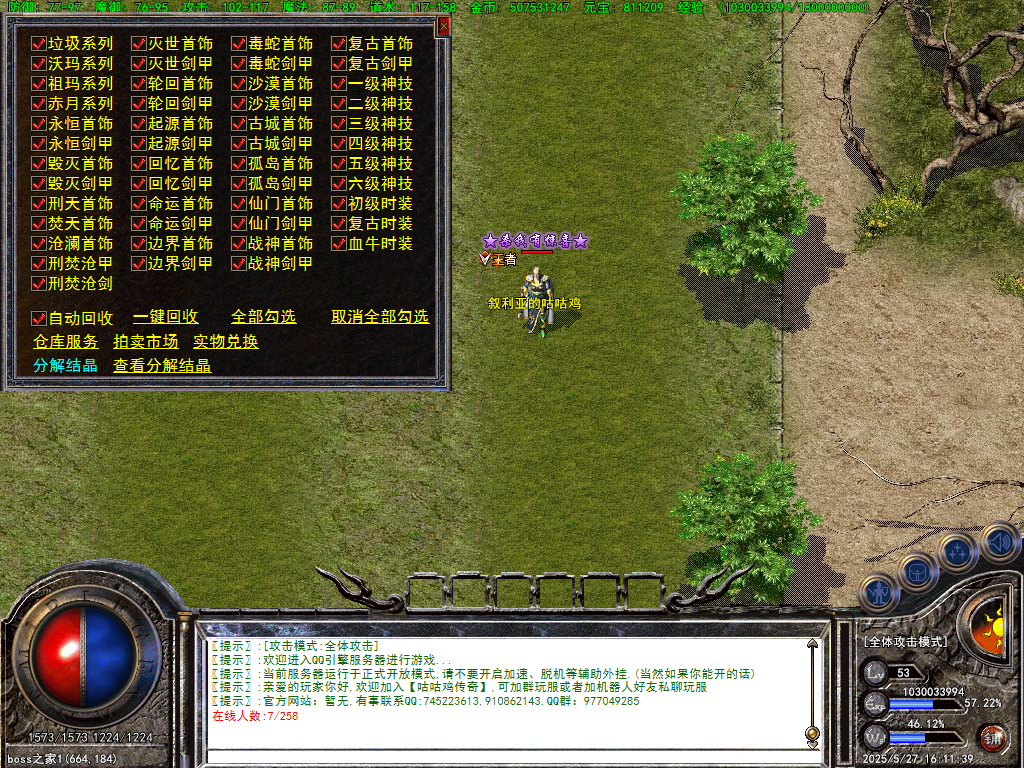 防御: 77-97 魔御: 76-95 攻击: 102-117 魔法: 87-89 道术: 117-158 金币: 507531247 元宝: 811209 经验 (1030033994/1800000000)
垃圾系列 灭世首饰 毒蛇首饰 复古首饰
沃玛系列 灭世剑甲 毒蛇剑甲 复古剑甲
祖玛系列 轮回首饰 沙漠首饰 一级神技
赤月系列 轮回剑甲 沙漠剑甲 二级神技
永恒首饰 起源首饰 古城首饰 三级神技
永恒剑甲 起源剑甲 古城剑甲 四级神技
毁灭首饰 回忆首饰 孤岛首饰 五级神技
毁灭剑甲 回忆剑甲 孤岛剑甲 六级神技
刑天首饰 命运首饰 仙门首饰 初级时装
焚天首饰 命运剑甲 仙门剑甲 复古时装
沧澜首饰 边界首饰 战神首饰 血牛时装
刑焚沧甲 边界剑甲 战神剑甲
刑焚沧剑
自动回收 一键回收 全部勾选 取消全部勾选
仓库服务 拍卖市场 实物兑换
分解结晶 查看分解结晶
王者
叙利亚的咕咕鸡
〖提示〗:[攻击模式:全体攻击]
〖提示〗:欢迎进入QQ引擎服务器进行游戏...
〖提示〗:当前服务器运行于正式开放模式,请不要开启加速、脱机等辅助外挂.(当然如果你能开的话)
〖提示〗:亲爱的玩家你好,欢迎加入【咕咕鸡传奇】,可加群玩服或者加机器人好友私聊玩服
〖提示〗:官方网站: 暂无.有事联系QQ:745223613.910862143.QQ群: 977049285
在线人数:7/258
1573/1573 1224/1224
boss之家1(664,184)
[全体攻击模式]
Lv 53
1030033994
Exp 57.22%
46.12%
Wt
2025/5/27 16:11:39